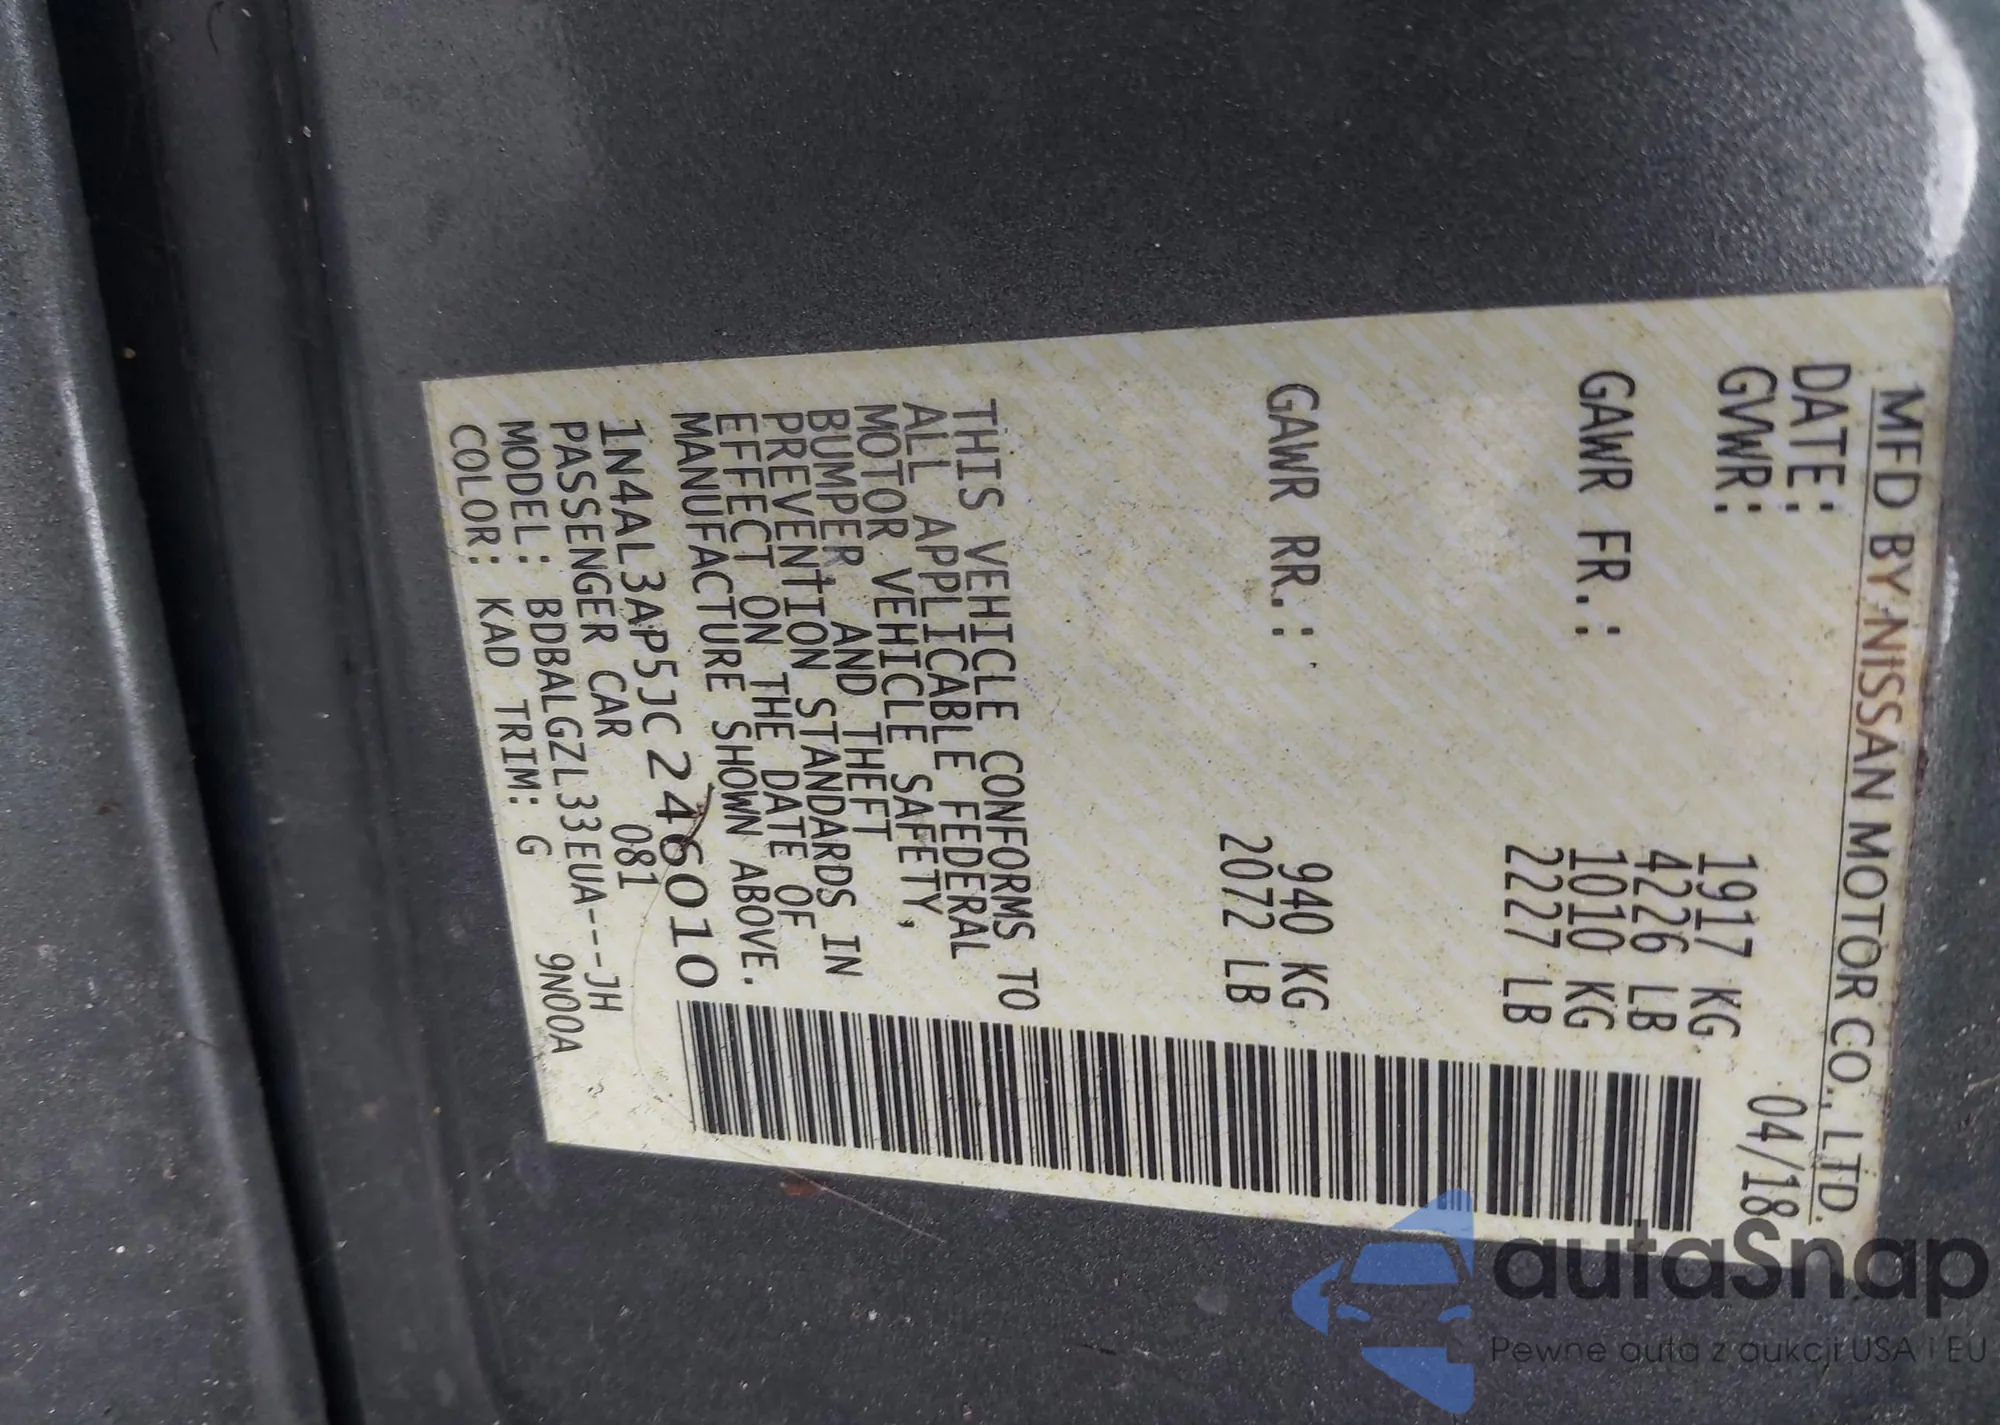 MFD BY NISSAN MOTOR CO., LTD.
DATE: 04/18
GVWR: 1917 KG
4226 LB
GAWR FR.: 1010 KG
2227 LB
GAWR RR.: 940 KG
2072 LB
THIS VEHICLE CONFORMS TO
ALL APPLICABLE FEDERAL
MOTOR VEHICLE SAFETY,
BUMPER, AND THEFT
PREVENTION STANDARDS IN
EFFECT ON THE DATE OF
MANUFACTURE SHOWN ABOVE.
1N4AL3AP5JC246010
PASSENGER CAR 081
MODEL: BDBALGZL33EUA---JH
COLOR: KAD TRIM: G 9N00A
autaSnap
Pewne auta z aukcji USA i EU